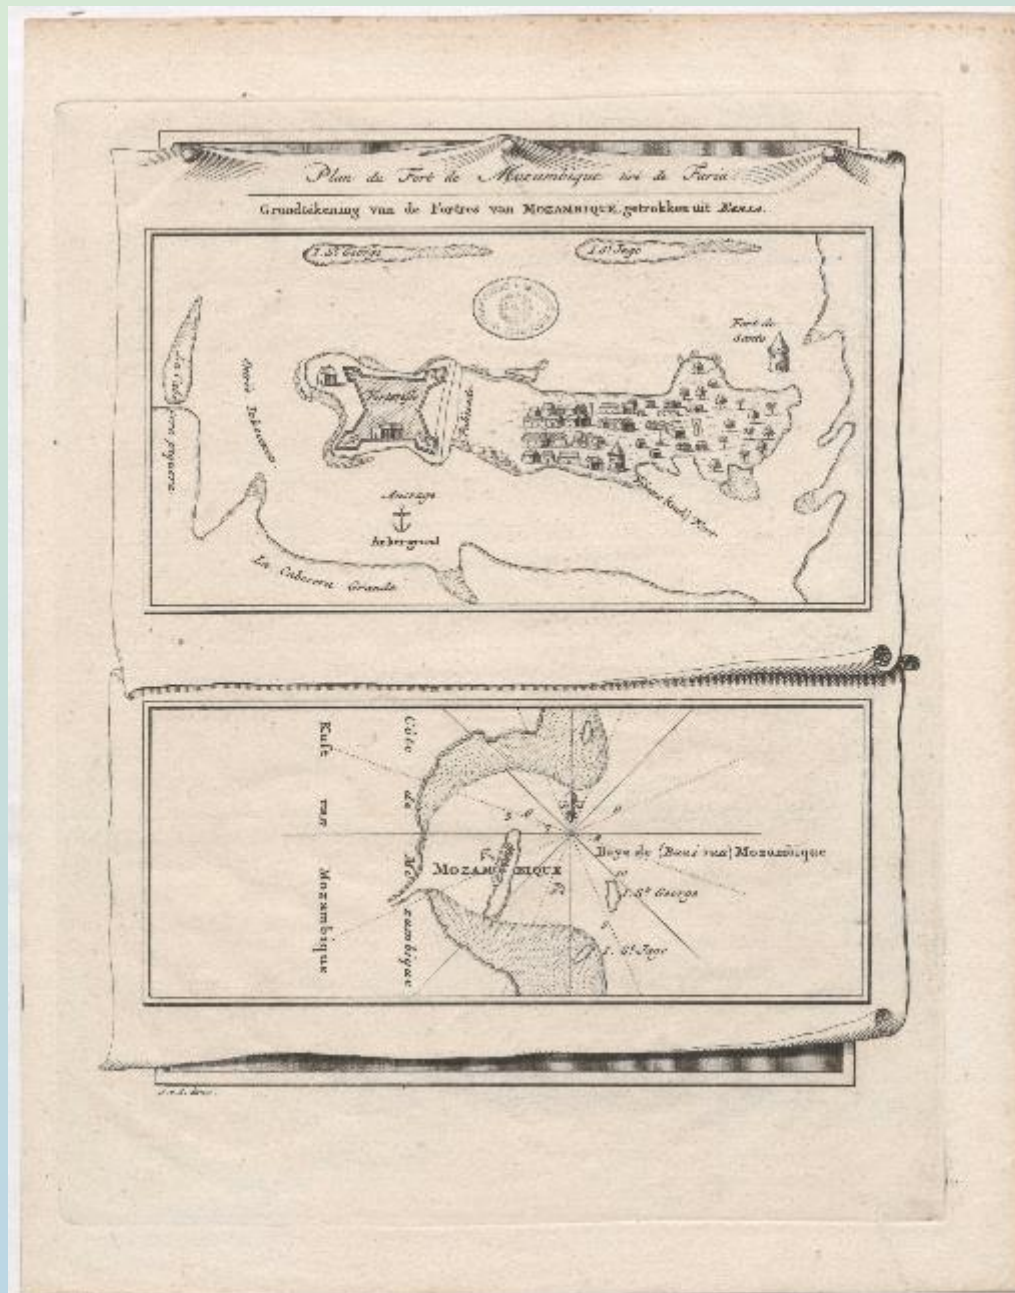 Plan du Fort de Mozambique tiré de Faria.
Grondtekening van de Fortres van MOZAMBIQUE, getrokken uit FARIA.
I. St. George
I. St. Jago
Fort de
Santo
Forteresse
Ancrage
Ankergrond
La Cabecera Grande
Côte de Mozambique
Kust van Mozambique
MOZAMBIQUE
Baye de (Baai van) Mozambique
I. St. George
I. St. Jago